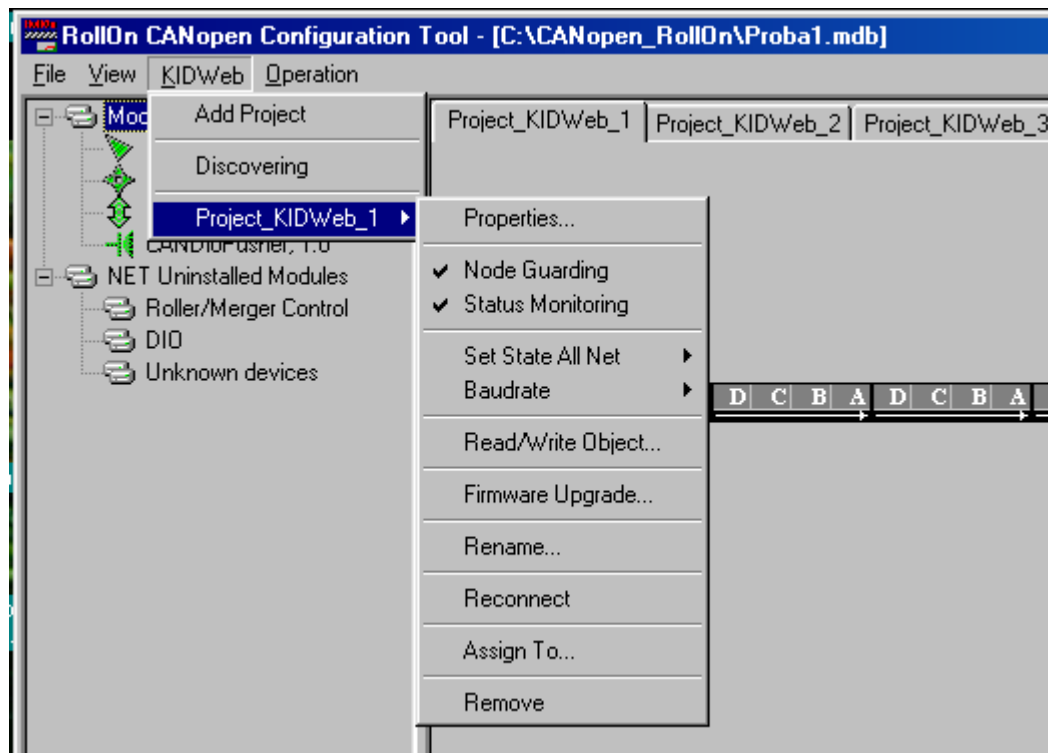 RollOn CANopen Configuration Tool - [C:\CANopen_RollOn\Proba1.mdb]
File View KIDWeb Operation
Add Project
Discovering
Project_KIDWeb_1
NET Uninstalled Modules
Roller/Merger Control
DIO
Unknown devices
Properties...
Node Guarding
Status Monitoring
Set State All Net
Baudrate
Read/Write Object...
Firmware Upgrade...
Rename...
Reconnect
Assign To...
Remove
Project_KIDWeb_1 Project_KIDWeb_2 Project_KIDWeb_3
D C B A D C B A